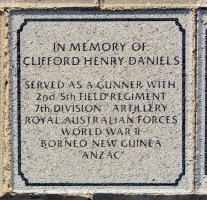 IN MEMORY OF
CLIFFORD HENRY DANIELS
SERVED AS A GUNNER WITH
2nd 5th FIELD REGIMENT
7th DIVISION ARTILLERY
ROYAL AUSTRALIAN FORCES
WORLD WAR II
BORNEO NEW GUINEA
"ANZAC"